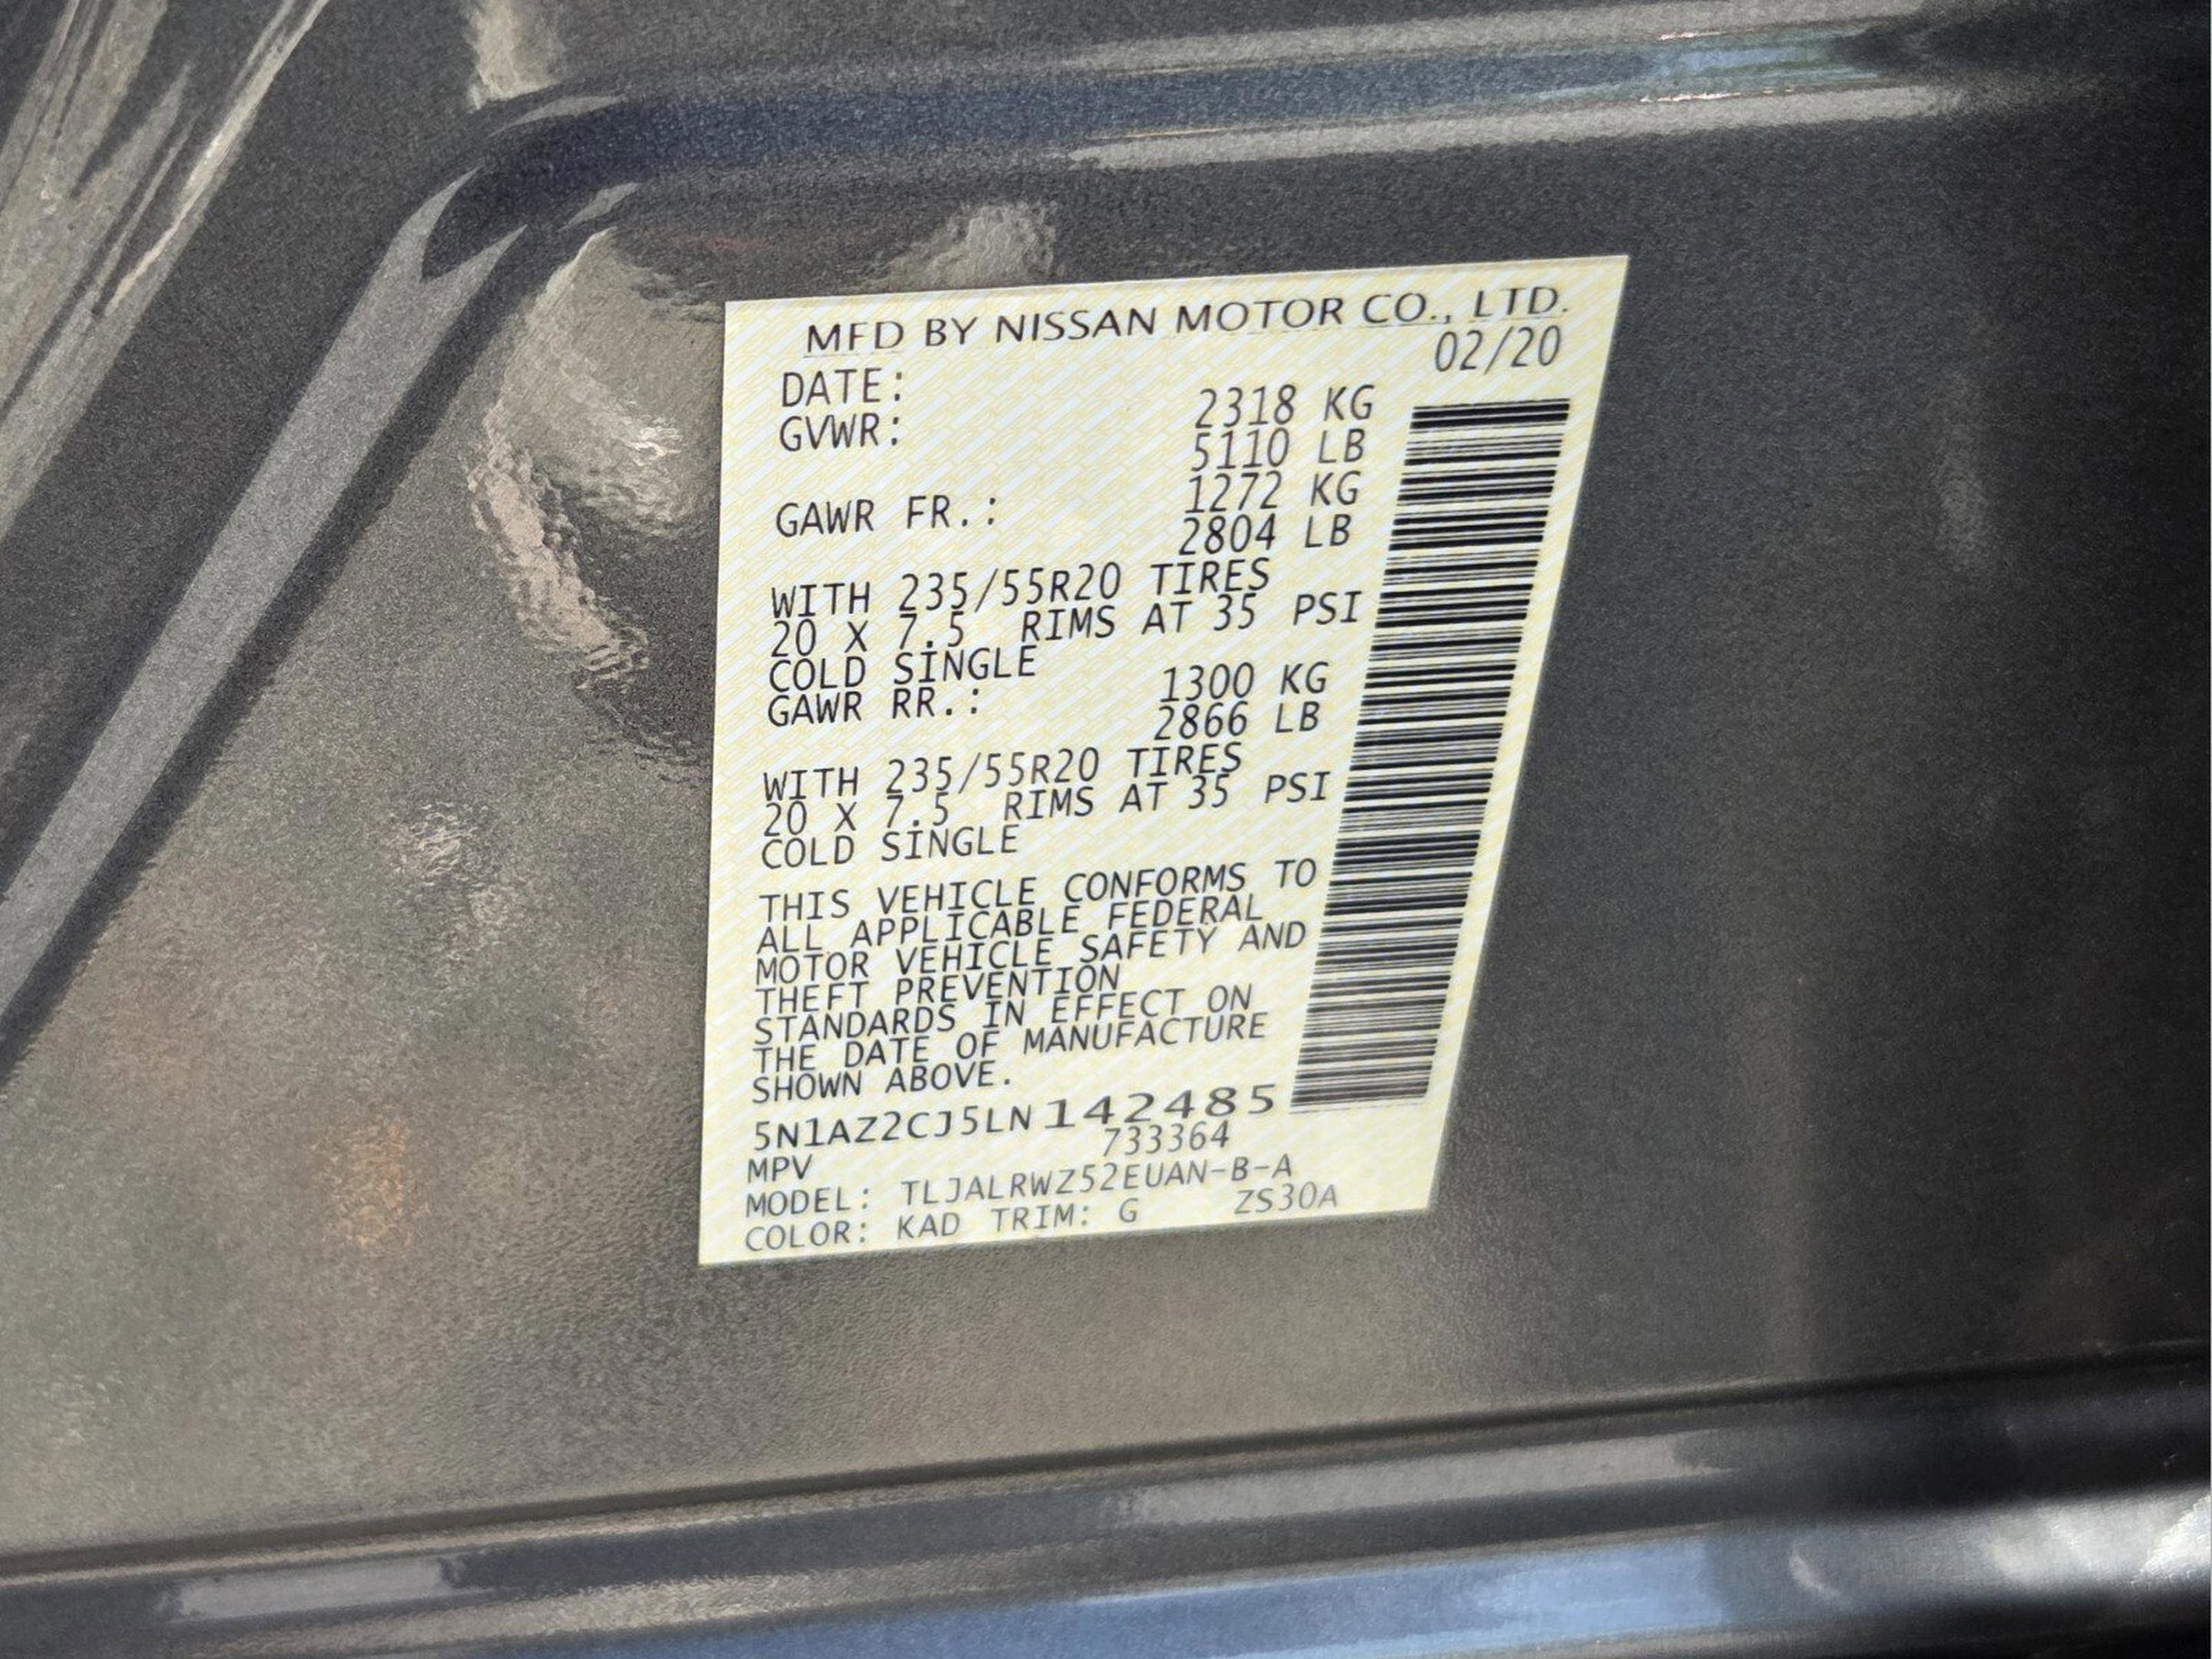 MFD BY NISSAN MOTOR CO., LTD.
DATE: 02/20
GVWR: 2318 KG
5110 LB
GAWR FR.: 1272 KG
2804 LB
WITH 235/55R20 TIRES
20 X 7.5 RIMS AT 35 PSI
COLD SINGLE
GAWR RR.: 1300 KG
2866 LB
WITH 235/55R20 TIRES
20 X 7.5 RIMS AT 35 PSI
COLD SINGLE
THIS VEHICLE CONFORMS TO
ALL APPLICABLE FEDERAL
MOTOR VEHICLE SAFETY AND
THEFT PREVENTION
STANDARDS IN EFFECT ON
THE DATE OF MANUFACTURE
SHOWN ABOVE.
5N1AZ2CJ5LN142485
733364
MPV
MODEL: TLJALRWZ52EUAN-B-A
COLOR: KAD TRIM: G ZS30A